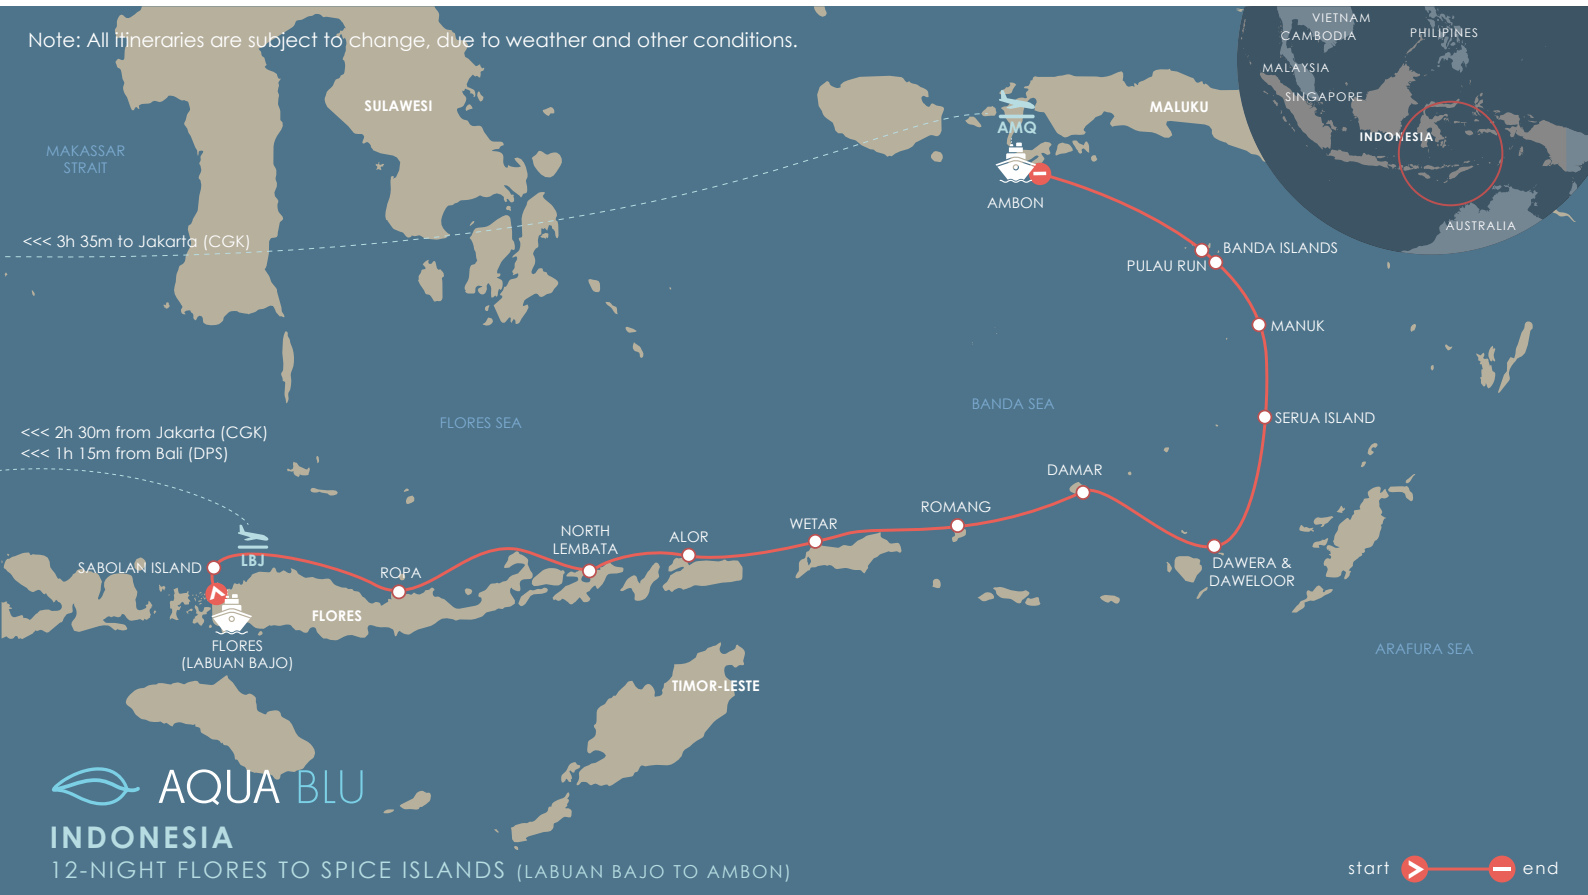 Note: All itineraries are subject to change, due to weather and other conditions.
VIETNAM
CAMBODIA
PHILIPINES
MALAYSIA
SINGAPORE
INDONESIA
AUSTRALIA
SULAWESI
MALUKU
MAKASSAR
STRAIT
AMQ
AMBON
<<< 3h 35m to Jakarta (CGK)
BANDA ISLANDS
PULAU RUN
MANUK
BANDA SEA
SERUA ISLAND
FLORES SEA
<<< 2h 30m from Jakarta (CGK)
<<< 1h 15m from Bali (DPS)
DAMAR
ROMANG
WETAR
NORTH
LEMBATA
ALOR
LBJ
SABOLAN ISLAND
ROPA
DAWERA &
DAWELOOR
FLORES
FLORES
(LABUAN BAJO)
ARAFURA SEA
TIMOR-LESTE
AQUA BLU
INDONESIA
12-NIGHT FLORES TO SPICE ISLANDS (LABUAN BAJO TO AMBON)
start end